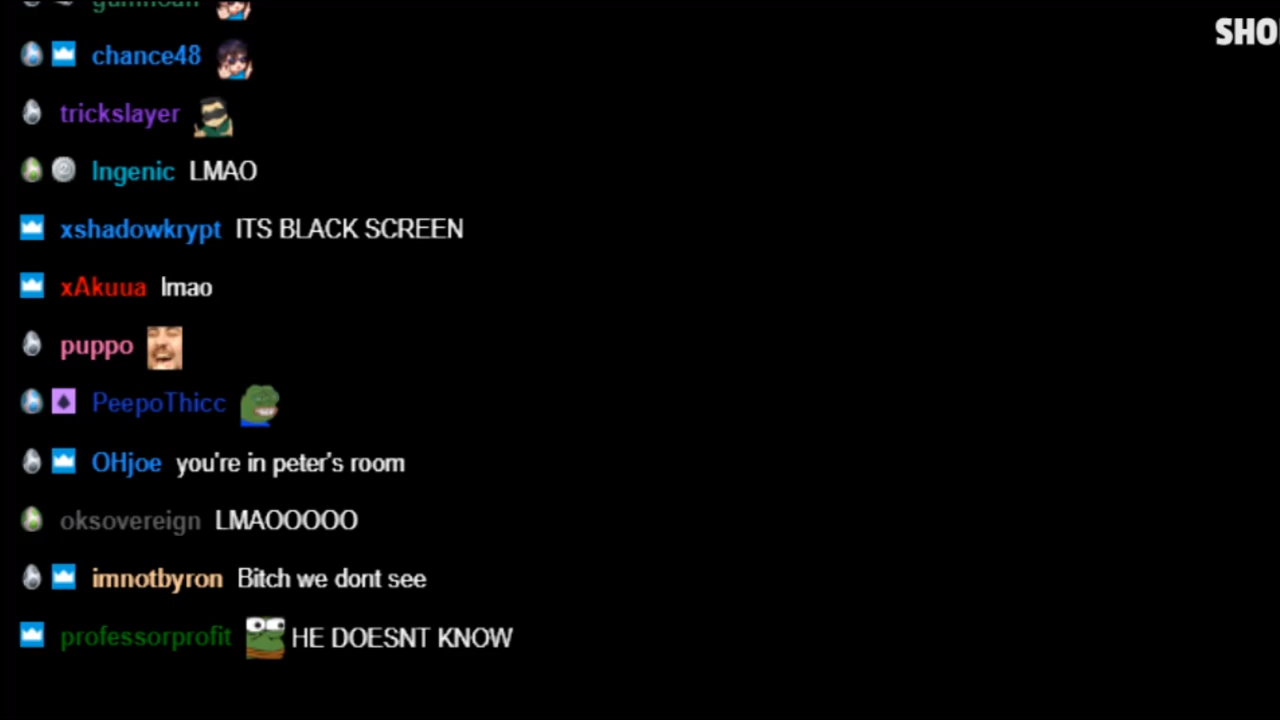 SHO
chance48
trickslayer
Ingenic LMAO
xshadowkrypt ITS BLACK SCREEN
xAkuua lmao
puppo
PeepoThicc
OHjoe you're in peter's room
oksovereign LMAOOOOO
imnotbyron Bitch we dont see
professorprofit HE DOESNT KNOW